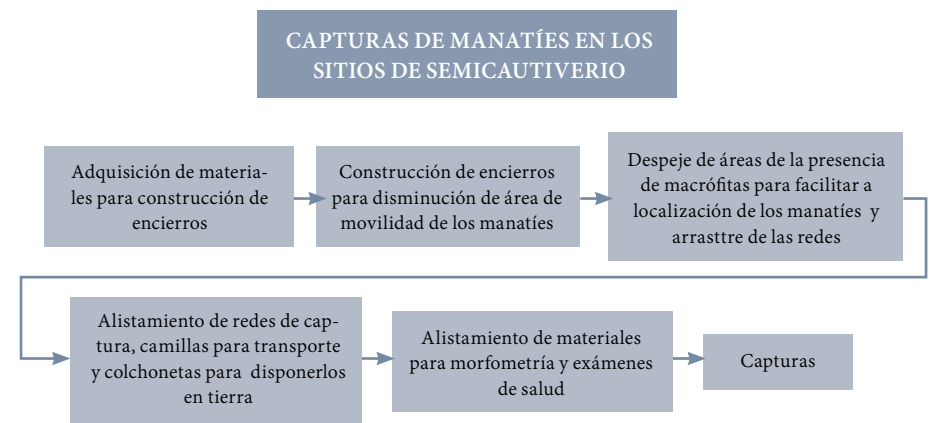 CAPTURAS DE MANATÍES EN LOS
SITIOS DE SEMICAUTIVERIO
Adquisición de materia-
les para construcción de
encierros
Construcción de encierros
para disminución de área de
movilidad de los manatíes
Despeje de áreas de la presencia
de macrófitas para facilitar a
localización de los manatíes y
arrasttre de las redes
Alistamiento de redes de cap-
tura, camillas para transporte
y colchonetas para disponerlos
en tierra
Alistamiento de materiales
para morfometría y exámenes
de salud
Capturas